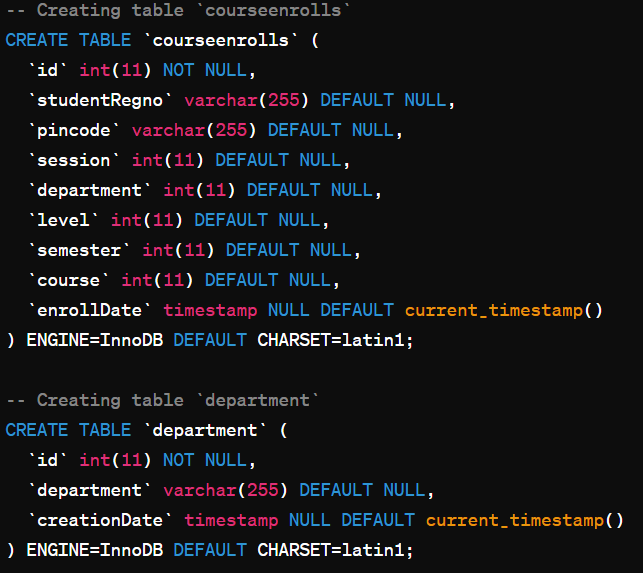 -- Creating table `courseenrolls`
CREATE TABLE `courseenrolls` (
  `id` int(11) NOT NULL,
  `studentRegno` varchar(255) DEFAULT NULL,
  `pincode` varchar(255) DEFAULT NULL,
  `session` int(11) DEFAULT NULL,
  `department` int(11) DEFAULT NULL,
  `level` int(11) DEFAULT NULL,
  `semester` int(11) DEFAULT NULL,
  `course` int(11) DEFAULT NULL,
  `enrollDate` timestamp NULL DEFAULT current_timestamp()
) ENGINE=InnoDB DEFAULT CHARSET=latin1;

-- Creating table `department`
CREATE TABLE `department` (
  `id` int(11) NOT NULL,
  `department` varchar(255) DEFAULT NULL,
  `creationDate` timestamp NULL DEFAULT current_timestamp()
) ENGINE=InnoDB DEFAULT CHARSET=latin1;